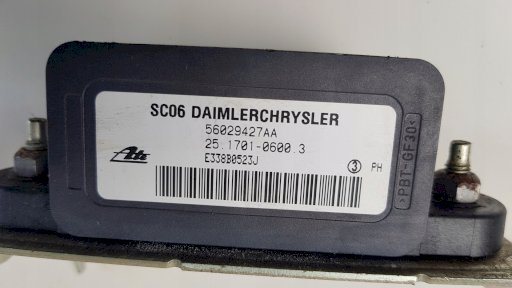 SC06 DAIMLERCHRYSLER
56029427AA
25.1701-0600.3
E338B0523J
Ate
3 PH
>PBT-GF30<